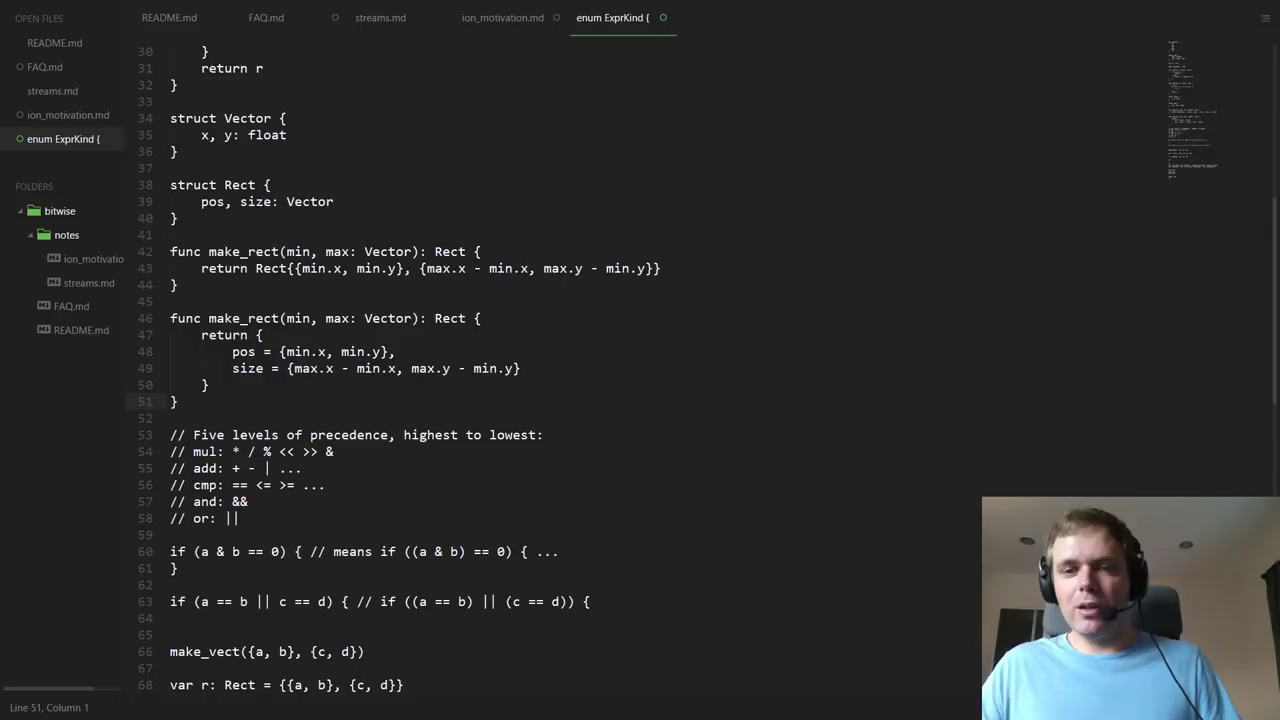 OPEN FILES
README.md
FAQ.md
streams.md
ion_motivation.md
enum ExprKind {
FOLDERS
bitwise
notes
ion_motivatio
streams.md
FAQ.md
README.md
README.md FAQ.md streams.md ion_motivation.md enum ExprKind {
30 }
31 return r
32 }
33
34 struct Vector {
35 x, y: float
36 }
37
38 struct Rect {
39 pos, size: Vector
40 }
41
42 func make_rect(min, max: Vector): Rect {
43 return Rect{{min.x, min.y}, {max.x - min.x, max.y - min.y}}
44 }
45
46 func make_rect(min, max: Vector): Rect {
47 return {
48 pos = {min.x, min.y},
49 size = {max.x - min.x, max.y - min.y}
50 }
51 }
52
53 // Five levels of precedence, highest to lowest:
54 // mul: * / % << >> &
55 // add: + - | ...
56 // cmp: == <= >= ...
57 // and: &&
58 // or: ||
59
60 if (a & b == 0) { // means if ((a & b) == 0) { ...
61 }
62
63 if (a == b || c == d) { // if ((a == b) || (c == d)) {
64
65
66 make_vect({a, b}, {c, d})
67
68 var r: Rect = {{a, b}, {c, d}}
Line 51, Column 1